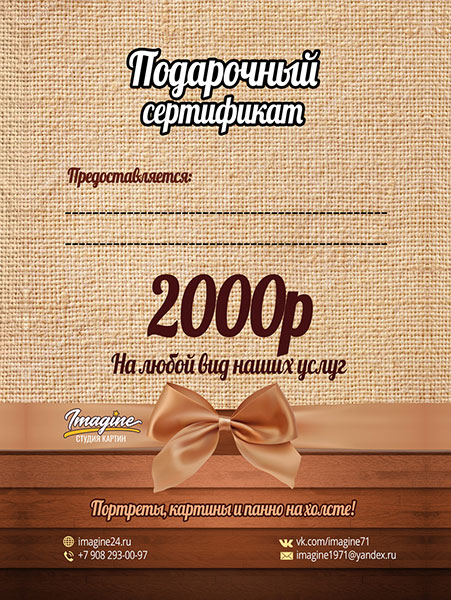 Подарочный
сертификат
Предоставляется:
2000р
На любой вид наших услуг
Imagine
СТУДИЯ КАРТИН
Портреты, картины и панно на холсте!
imagine24.ru
+7 908 293-00-97
vk.com/imagine71
imagine1971@yandex.ru